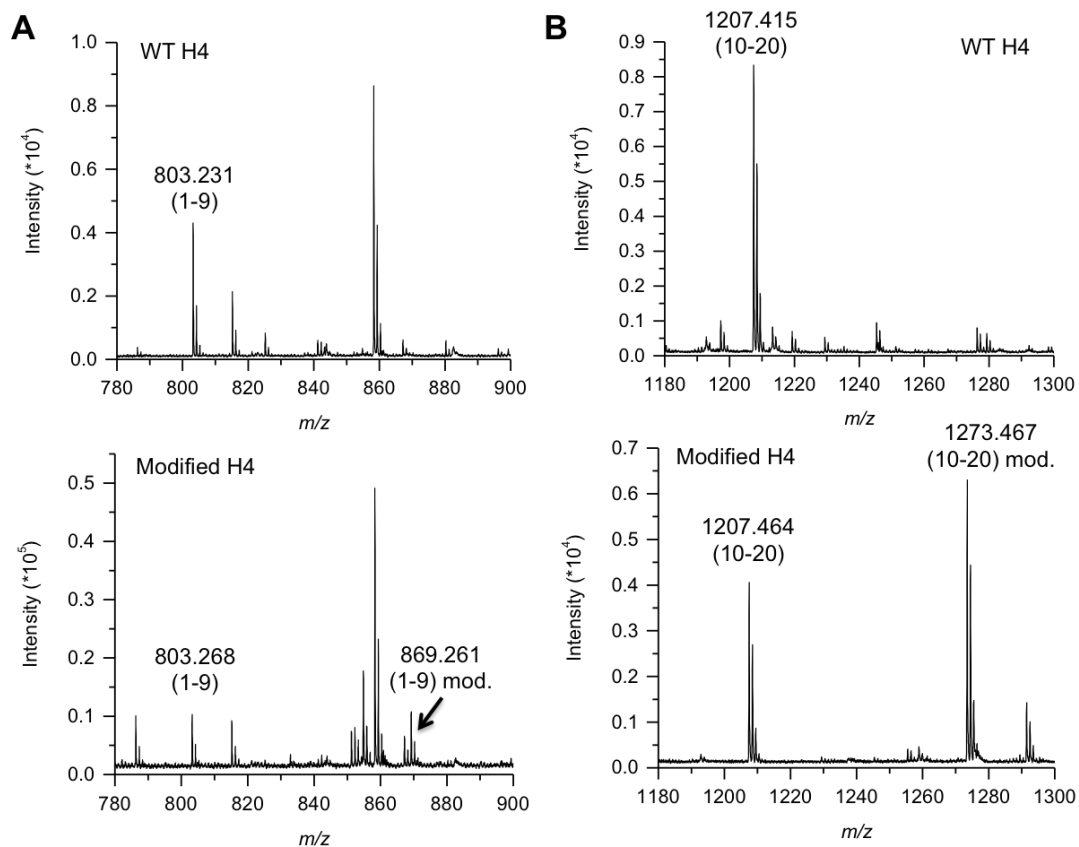 A
WT H4
803.231
(1-9)
Intensity (*10⁴)
1.0
0.8
0.6
0.4
0.2
0.0
780 800 820 840 860 880 900
m/z
B
1207.415
(10-20)
WT H4
Intensity (*10⁴)
0.9
0.8
0.7
0.6
0.5
0.4
0.3
0.2
0.1
0.0
1180 1200 1220 1240 1260 1280 1300
m/z
Modified H4
803.268
(1-9)
869.261
(1-9) mod.
Intensity (*10⁵)
0.5
0.4
0.3
0.2
0.1
0.0
780 800 820 840 860 880 900
m/z
Modified H4
1207.464
(10-20)
1273.467
(10-20) mod.
Intensity (*10⁴)
0.7
0.6
0.5
0.4
0.3
0.2
0.1
0.0
1180 1200 1220 1240 1260 1280 1300
m/z